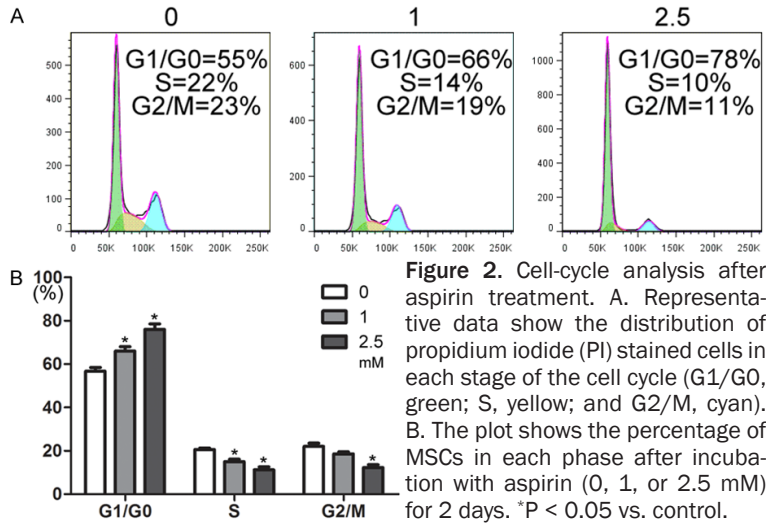 A
0
1
2.5
G1/G0=55%
S=22%
G2/M=23%
500
400
300
200
100
0
0 50K 100K 150K 200K 250K
G1/G0=66%
S=14%
G2/M=19%
600
400
200
0
0 50K 100K 150K 200K 250K
G1/G0=78%
S=10%
G2/M=11%
1000
800
600
400
200
0
0 50K 100K 150K 200K 250K
B
100
(%)
80
60
40
20
0
* *
* *
*
0
1
2.5
mM
G1/G0 S G2/M
Figure 2. Cell-cycle analysis after
aspirin treatment. A. Representa-
tive data show the distribution of
propidium iodide (PI) stained cells in
each stage of the cell cycle (G1/G0,
green; S, yellow; and G2/M, cyan).
B. The plot shows the percentage of
MSCs in each phase after incuba-
tion with aspirin (0, 1, or 2.5 mM)
for 2 days. *P < 0.05 vs. control.